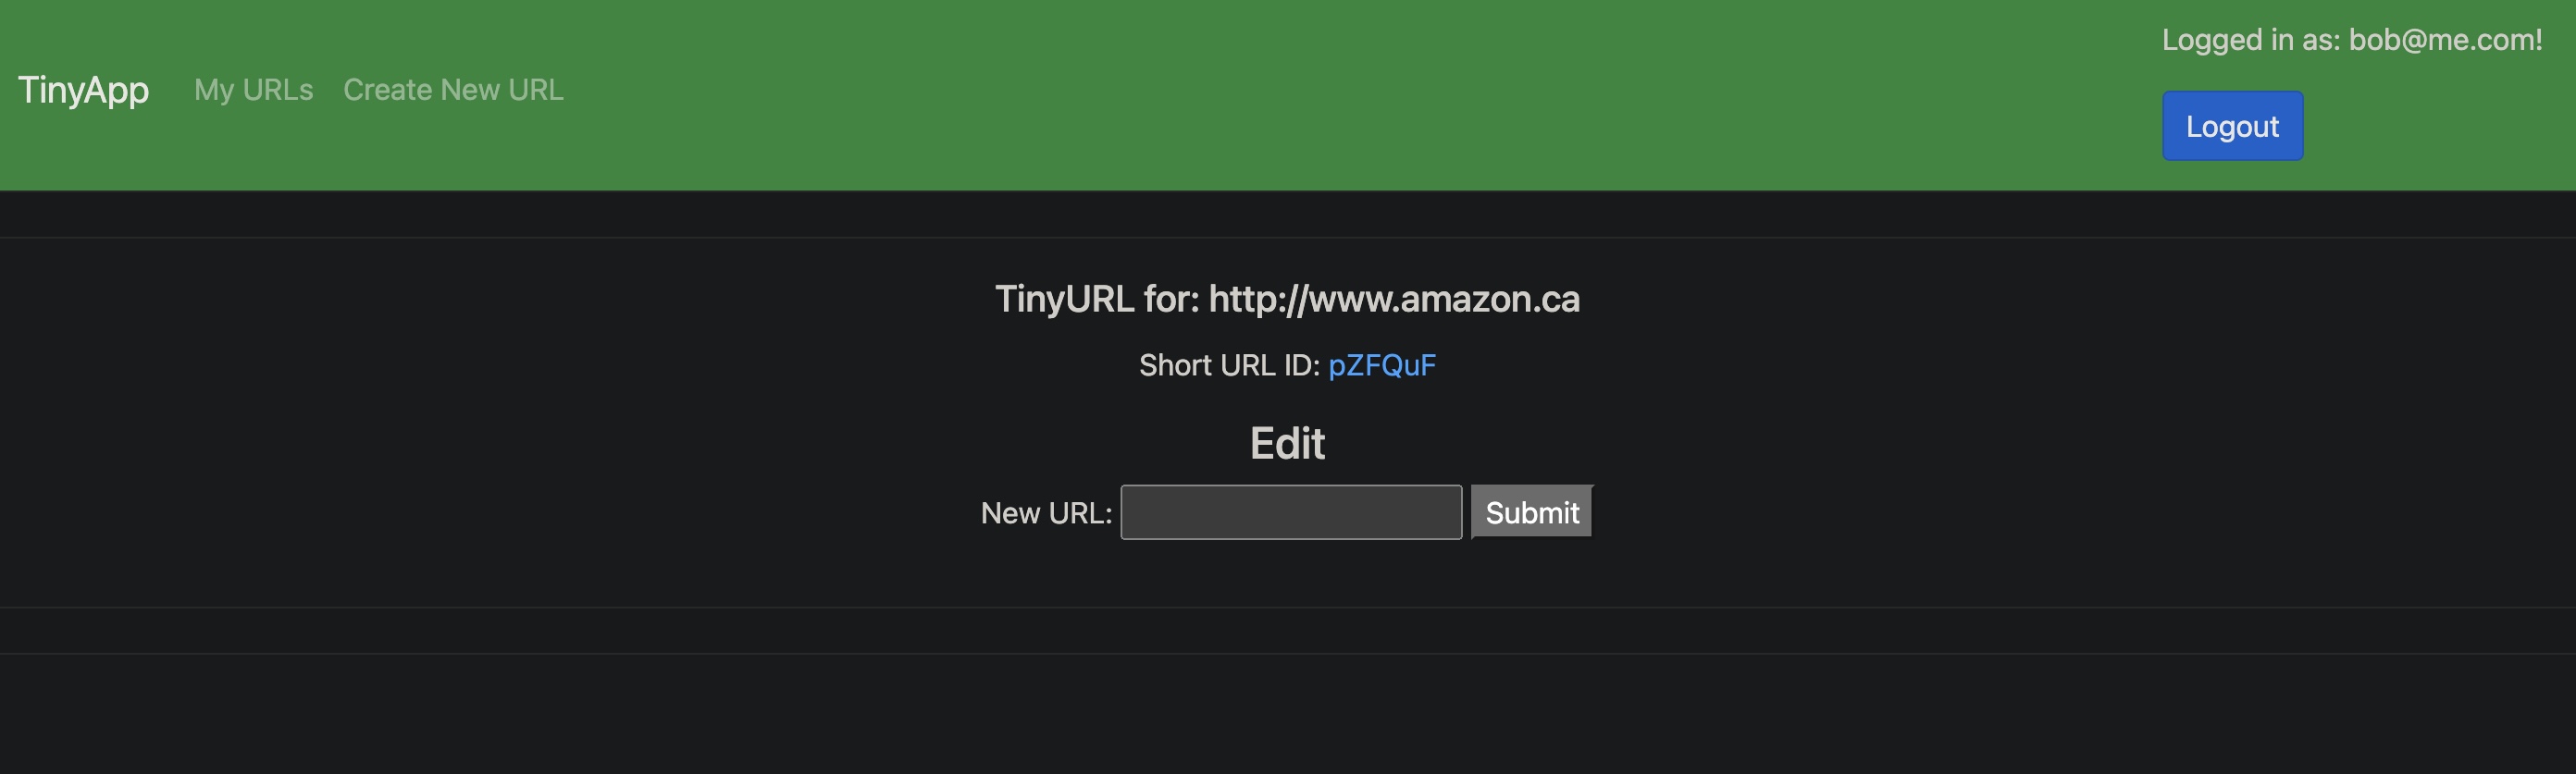 TinyApp My URLs Create New URL
Logged in as: bob@me.com!
Logout
TinyURL for: http://www.amazon.ca
Short URL ID: pZFQuF
Edit
New URL: Submit